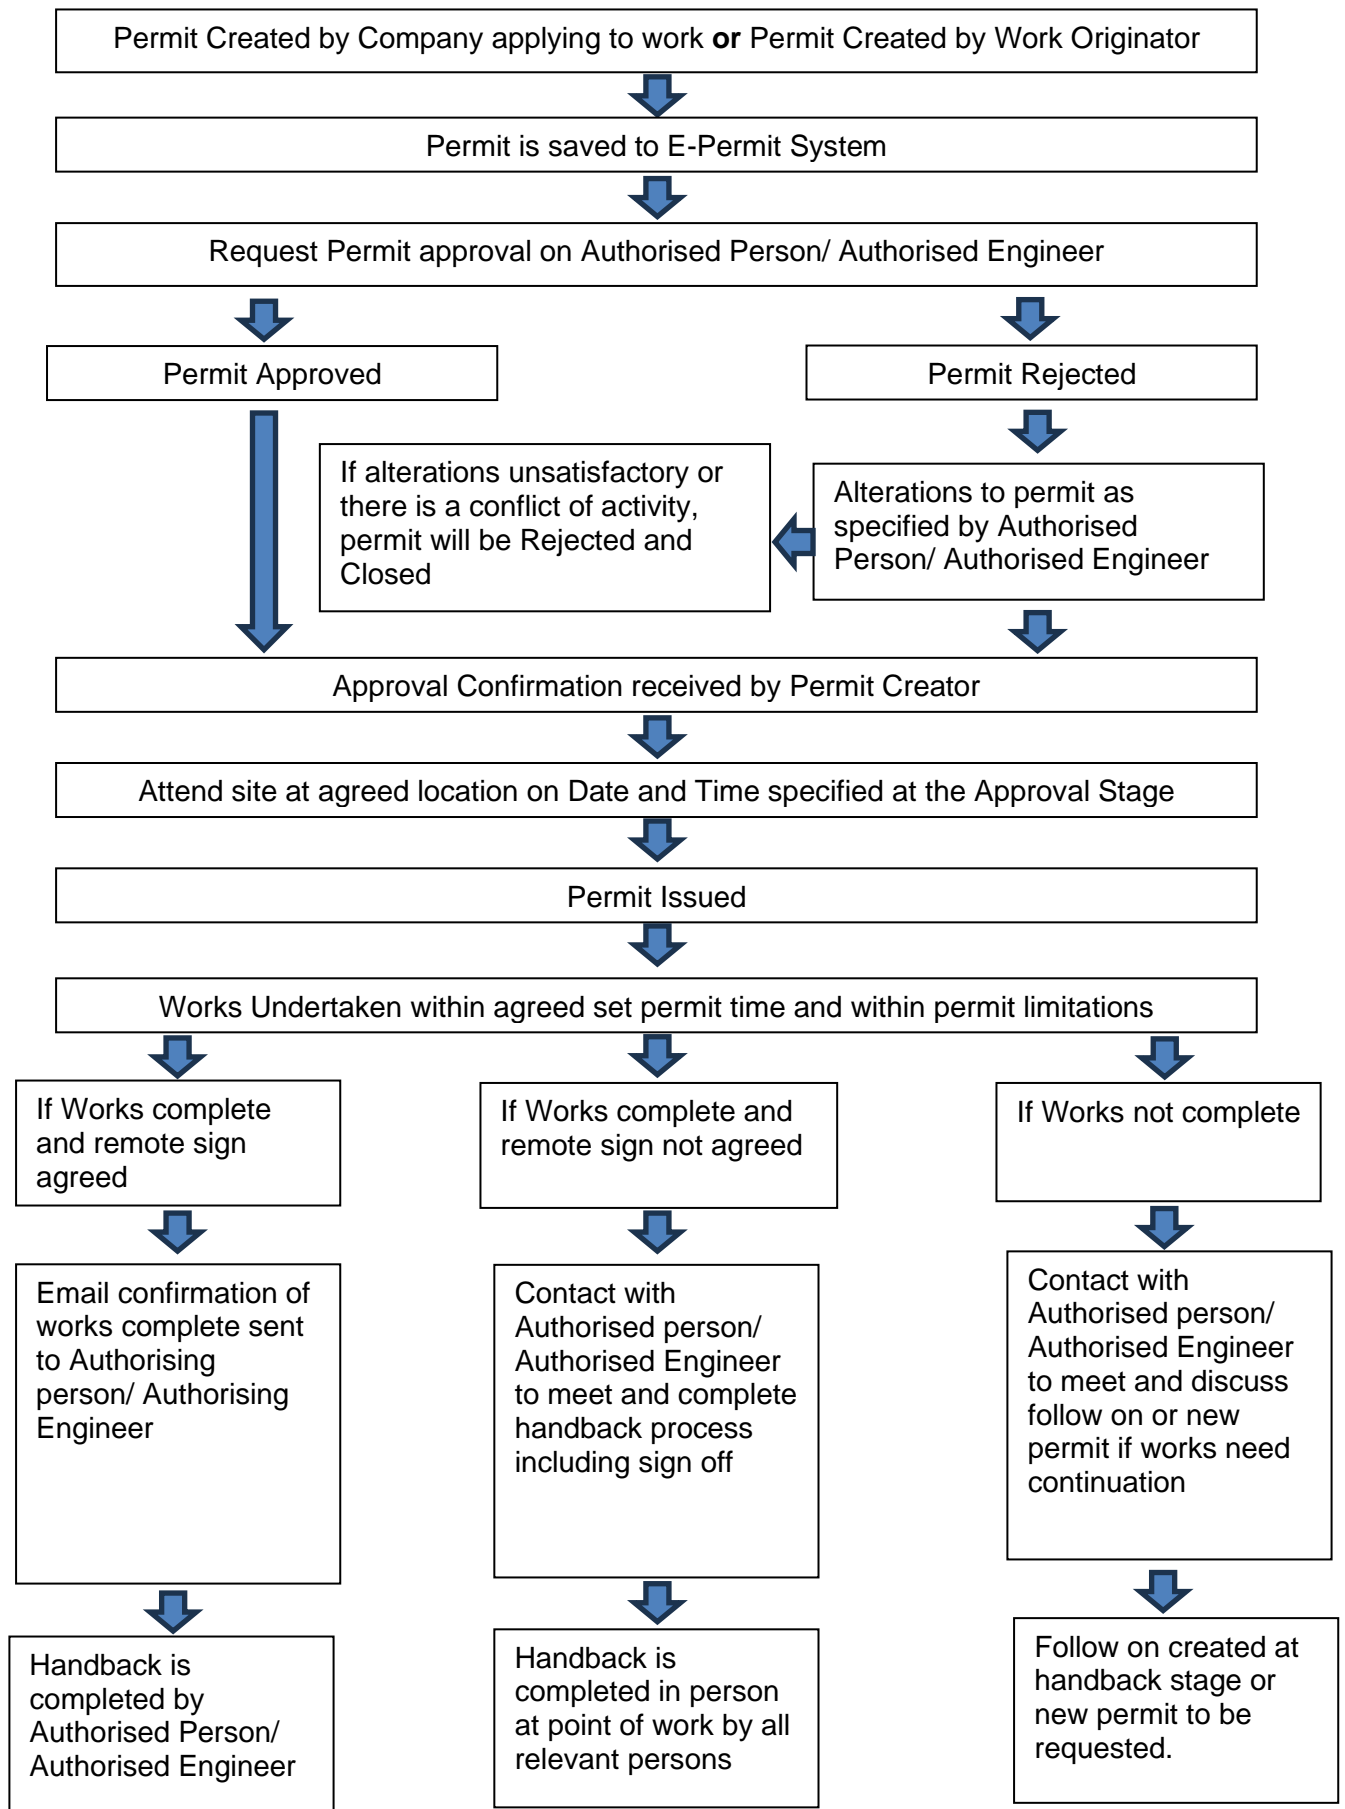 Permit Created by Company applying to work or Permit Created by Work Originator
Permit is saved to E-Permit System
Request Permit approval on Authorised Person/ Authorised Engineer
Permit Approved
Permit Rejected
If alterations unsatisfactory or
there is a conflict of activity,
permit will be Rejected and
Closed
Alterations to permit as
specified by Authorised
Person/ Authorised Engineer
Approval Confirmation received by Permit Creator
Attend site at agreed location on Date and Time specified at the Approval Stage
Permit Issued
Works Undertaken within agreed set permit time and within permit limitations
If Works complete
and remote sign
agreed
If Works complete and
remote sign not agreed
If Works not complete
Email confirmation of
works complete sent
to Authorising
person/ Authorising
Engineer
Contact with
Authorised person/
Authorised Engineer
to meet and complete
handback process
including sign off
Contact with
Authorised person/
Authorised Engineer
to meet and discuss
follow on or new
permit if works need
continuation
Handback is
completed by
Authorised Person/
Authorised Engineer
Handback is
completed in person
at point of work by all
relevant persons
Follow on created at
handback stage or
new permit to be
requested.